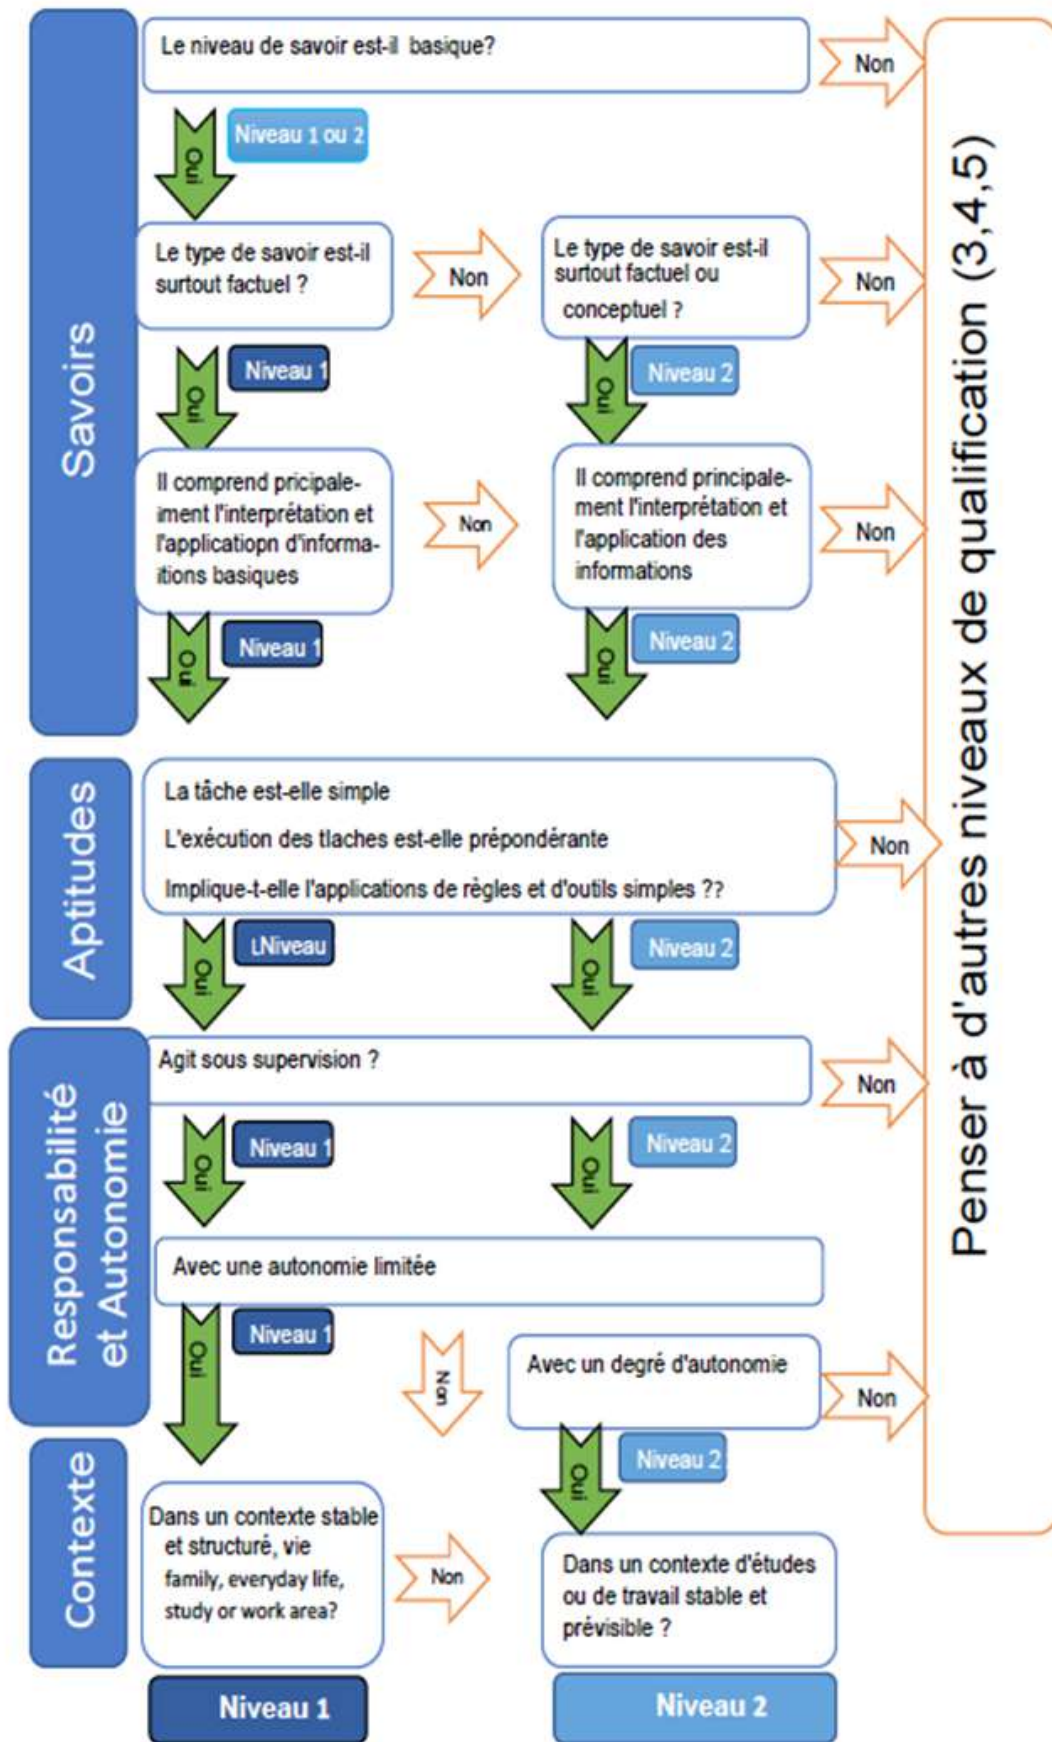 Savoirs
Le niveau de savoir est-il basique?
Non
Oui
Niveau 1 ou 2
Le type de savoir est-il
surtout factuel ?
Non
Le type de savoir est-il
surtout factuel ou
conceptuel ?
Non
Oui
Niveau 1
Oui
Niveau 2
Il comprend pricipale-
iment l'interprétation et
l'applicatiopn d'informa-
itions basiques
Non
Il comprend principale-
ment l'interprétation et
l'application des
informations
Non
Oui
Niveau 1
Oui
Niveau 2
Aptitudes
La tâche est-elle simple
L'exécution des tlaches est-elle prépondérante
Implique-t-elle l'applications de règles et d'outils simples ??
Non
Oui
LNiveau
Oui
Niveau 2
Responsabilité
et Autonomie
Agit sous supervision ?
Non
Oui
Niveau 1
Oui
Niveau 2
Avec une autonomie limitée
Oui
Niveau 1
Non
Avec un degré d'autonomie
Non
Oui
Niveau 2
Contexte
Dans un contexte stable
et structuré, vie
family, everyday life,
study or work area?
Non
Dans un contexte d'études
ou de travail stable et
prévisible ?
Niveau 1
Niveau 2
Penser à d'autres niveaux de qualification (3,4,5)